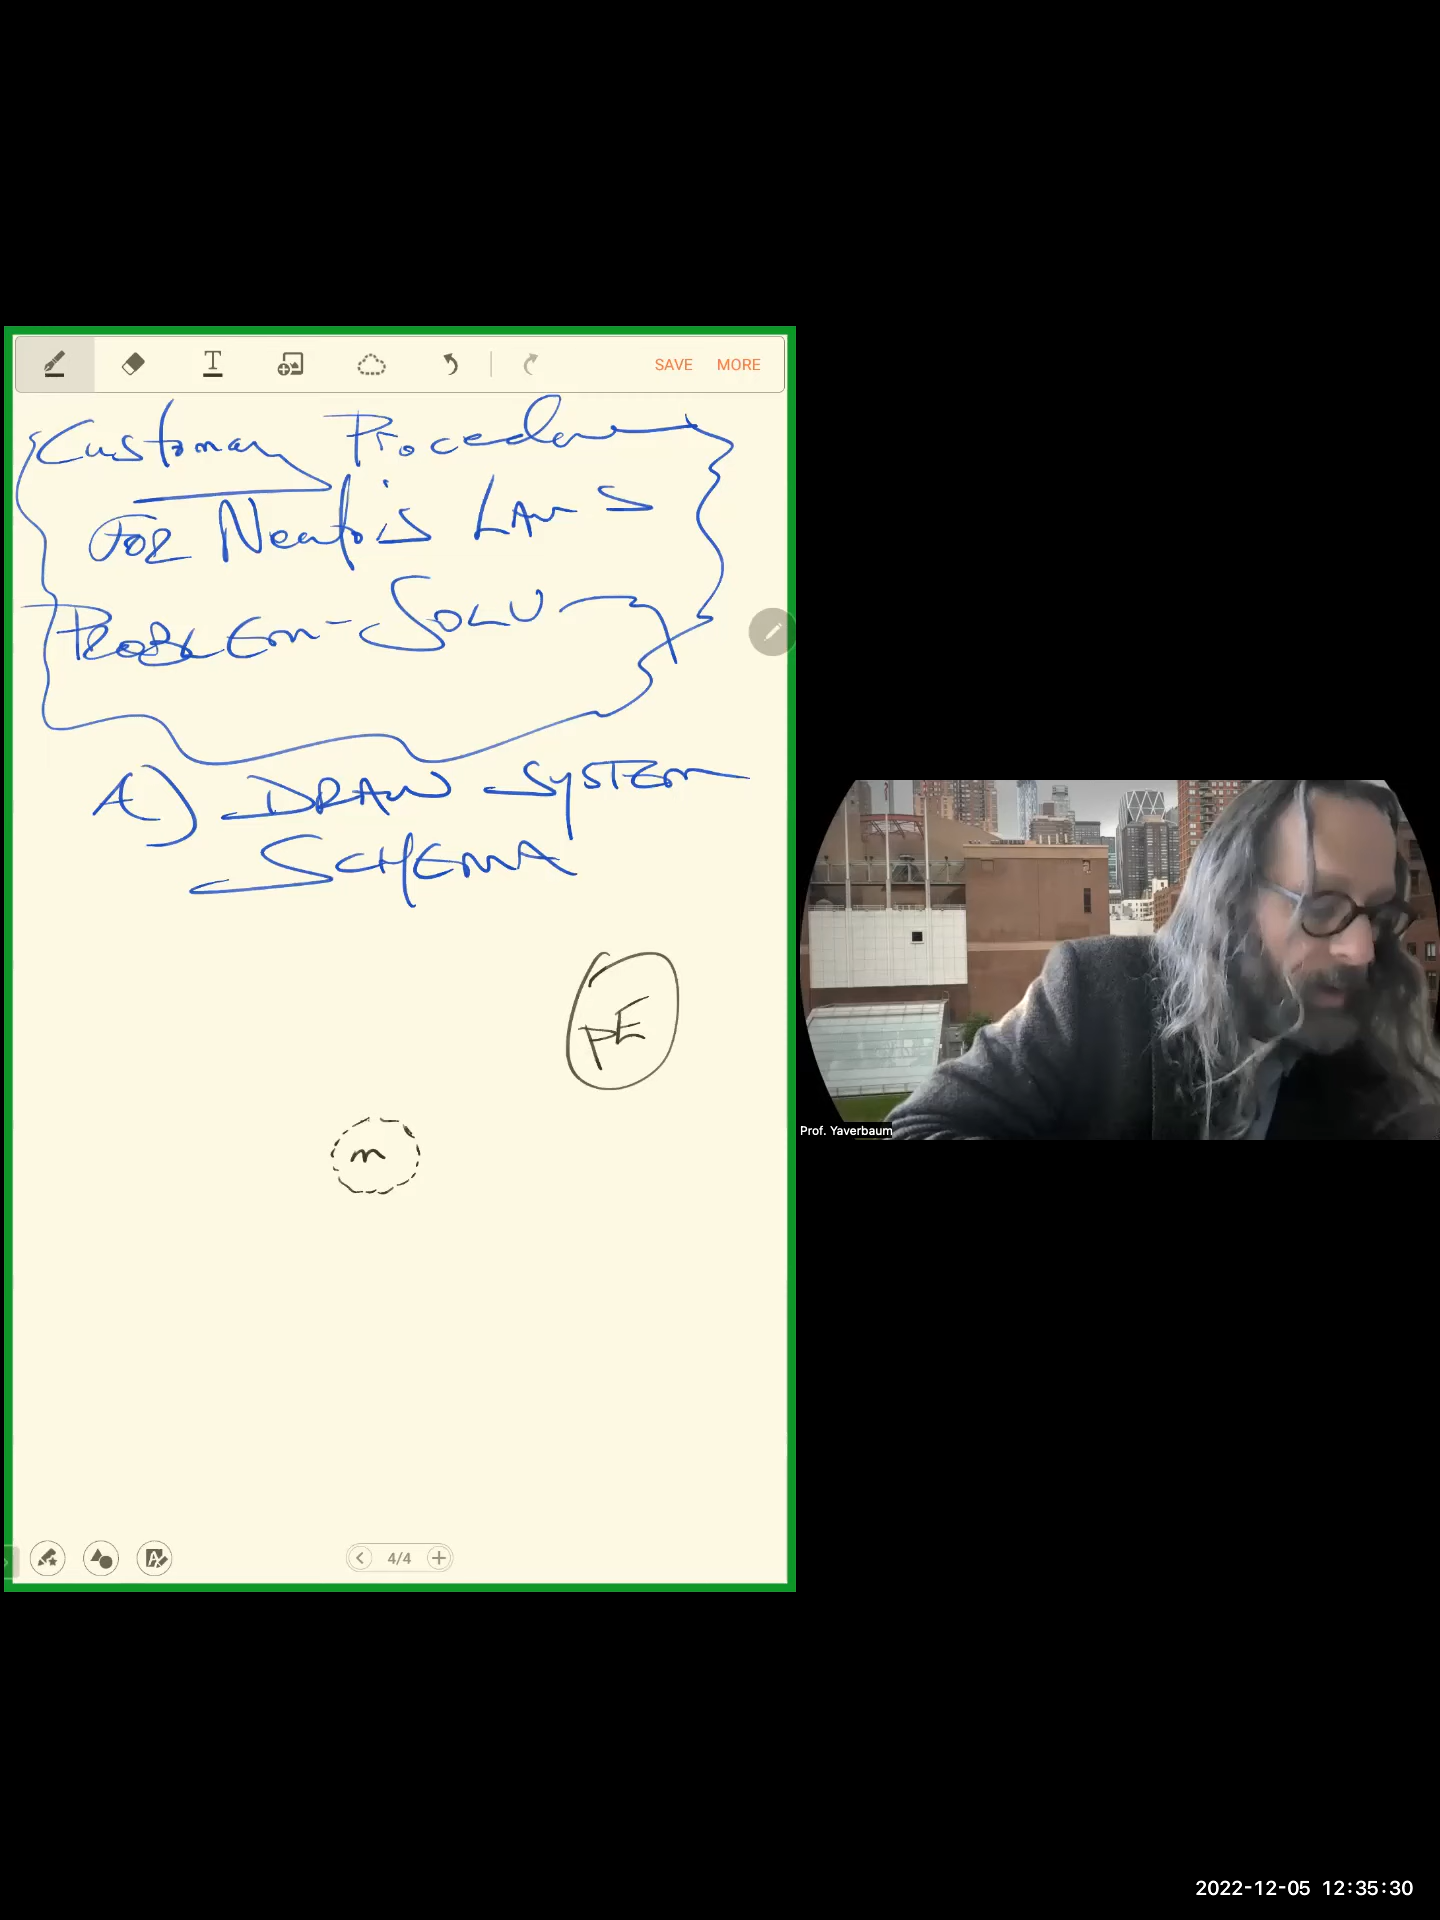 SAVE MORE
Customary Procedure
FOR Newton's LAWS
PROBLEM-SOLV
A) DRAW SYSTEM
SCHEMA
PE
m
4/4
Prof. Yaverbaum
2022-12-05 12:35:30